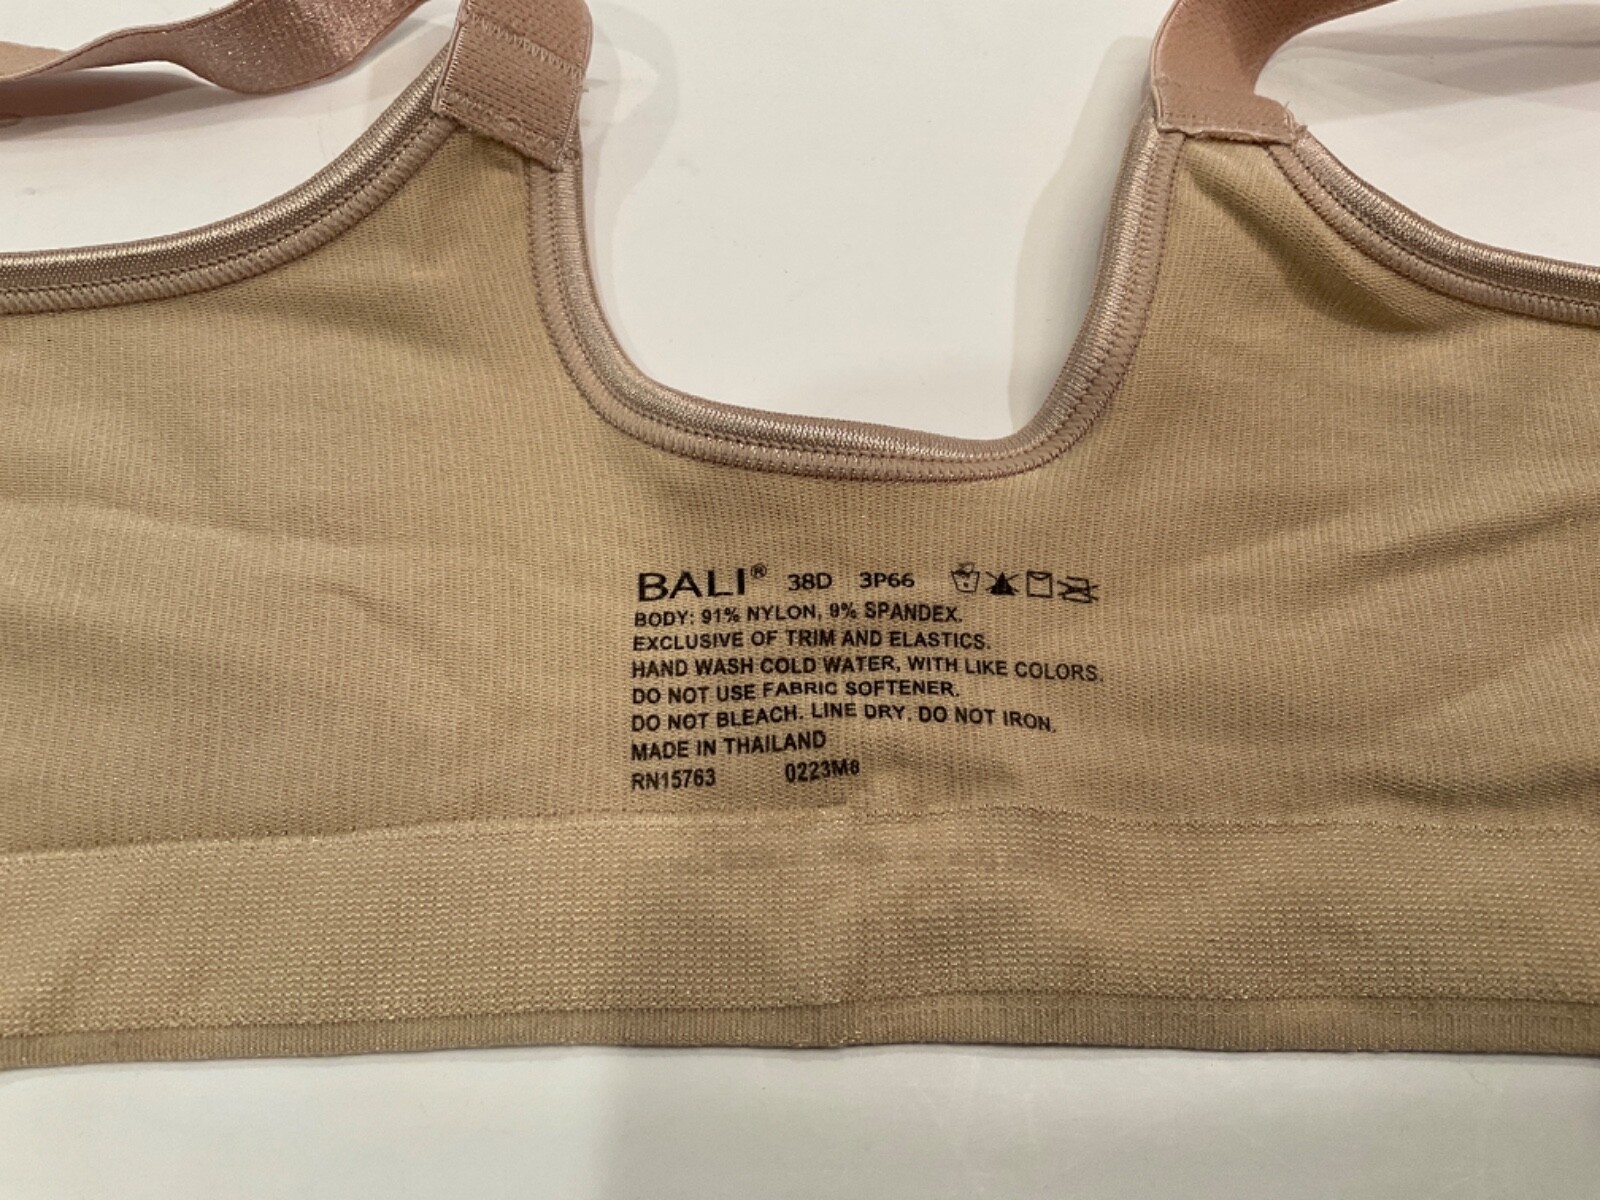 BALI® 38D 3P66
BODY: 91% NYLON, 9% SPANDEX.
EXCLUSIVE OF TRIM AND ELASTICS.
HAND WASH COLD WATER, WITH LIKE COLORS.
DO NOT USE FABRIC SOFTENER.
DO NOT BLEACH. LINE DRY. DO NOT IRON.
MADE IN THAILAND
RN15763 0223M8